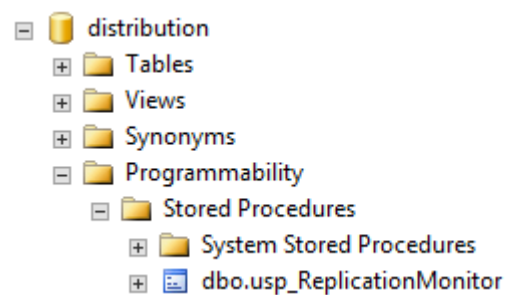 distribution
Tables
Views
Synonyms
Programmability
Stored Procedures
System Stored Procedures
dbo.usp_ReplicationMonitor